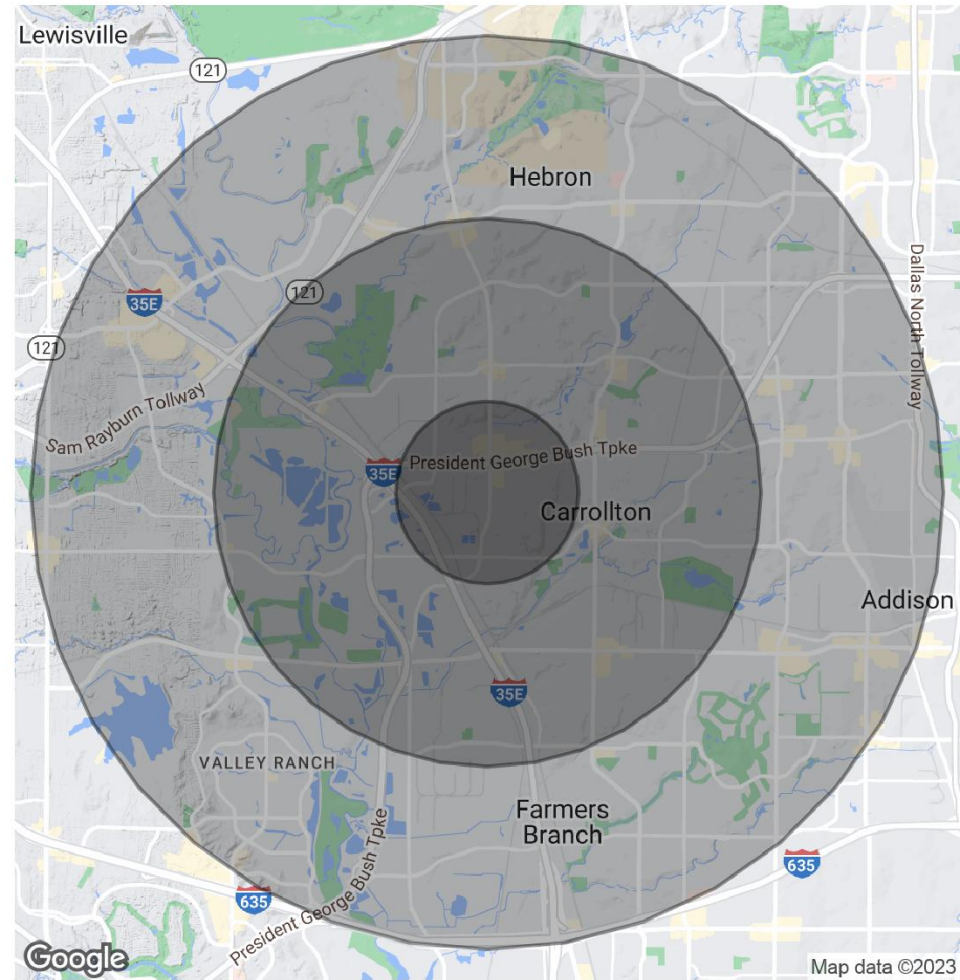 Lewisville
121
Hebron
Dallas North Tollway
121
35E
121
Sam Rayburn Tollway
President George Bush Tpke
35E
Carrollton
Addison
35E
VALLEY RANCH
Farmers
Branch
635
635
President George Bush Tpke
Google
Map data ©2023